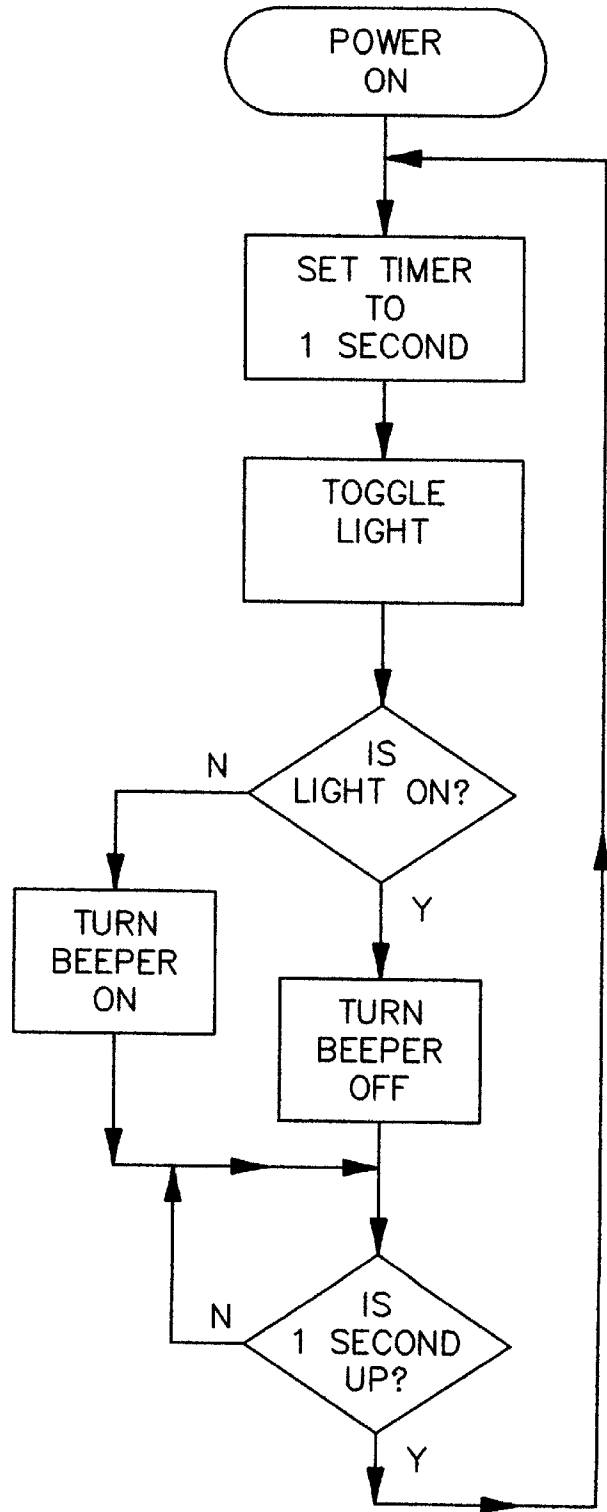 POWER
ON
SET TIMER
TO
1 SECOND
TOGGLE
LIGHT
IS
LIGHT ON?
N
Y
TURN
BEEPER
ON
TURN
BEEPER
OFF
IS
1 SECOND
UP?
N
Y